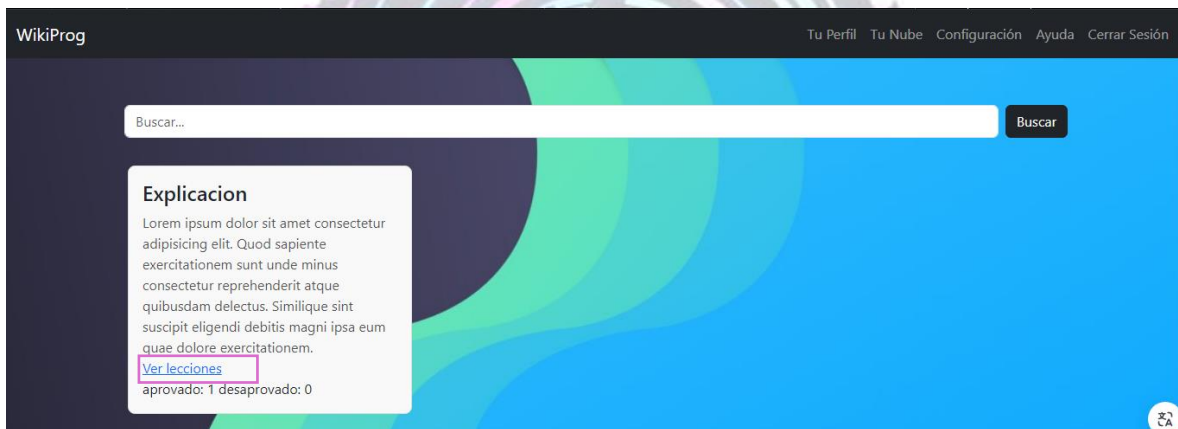 WikiProg
Tu Perfil Tu Nube Configuración Ayuda Cerrar Sesión
Buscar...
Buscar
Explicacion
Lorem ipsum dolor sit amet consectetur
adipisicing elit. Quod sapiente
exercitationem sunt unde minus
consectetur reprehenderit atque
quibusdam delectus. Similique sint
suscipit eligendi debitis magni ipsa eum
quae dolore exercitationem.
Ver lecciones
aprovado: 1 desaprovado: 0